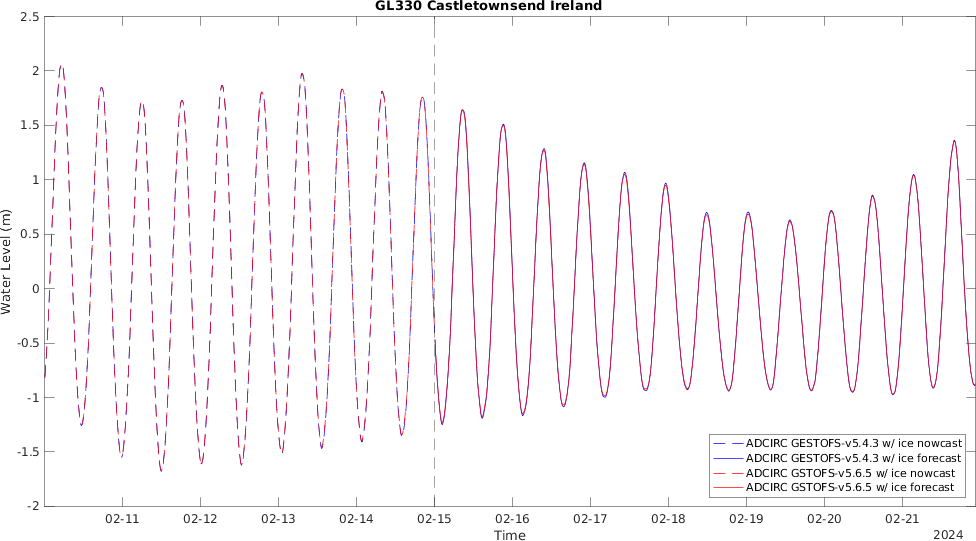 GL330 Castletownsend Ireland
2.5
2
1.5
1
0.5
0
-0.5
-1
-1.5
-2
Water Level (m)
ADCIRC GESTOFS-v5.4.3 w/ ice nowcast
ADCIRC GESTOFS-v5.4.3 w/ ice forecast
ADCIRC GSTOFS-v5.6.5 w/ ice nowcast
ADCIRC GSTOFS-v5.6.5 w/ ice forecast
02-11 02-12 02-13 02-14 02-15 02-16 02-17 02-18 02-19 02-20 02-21
Time
2024